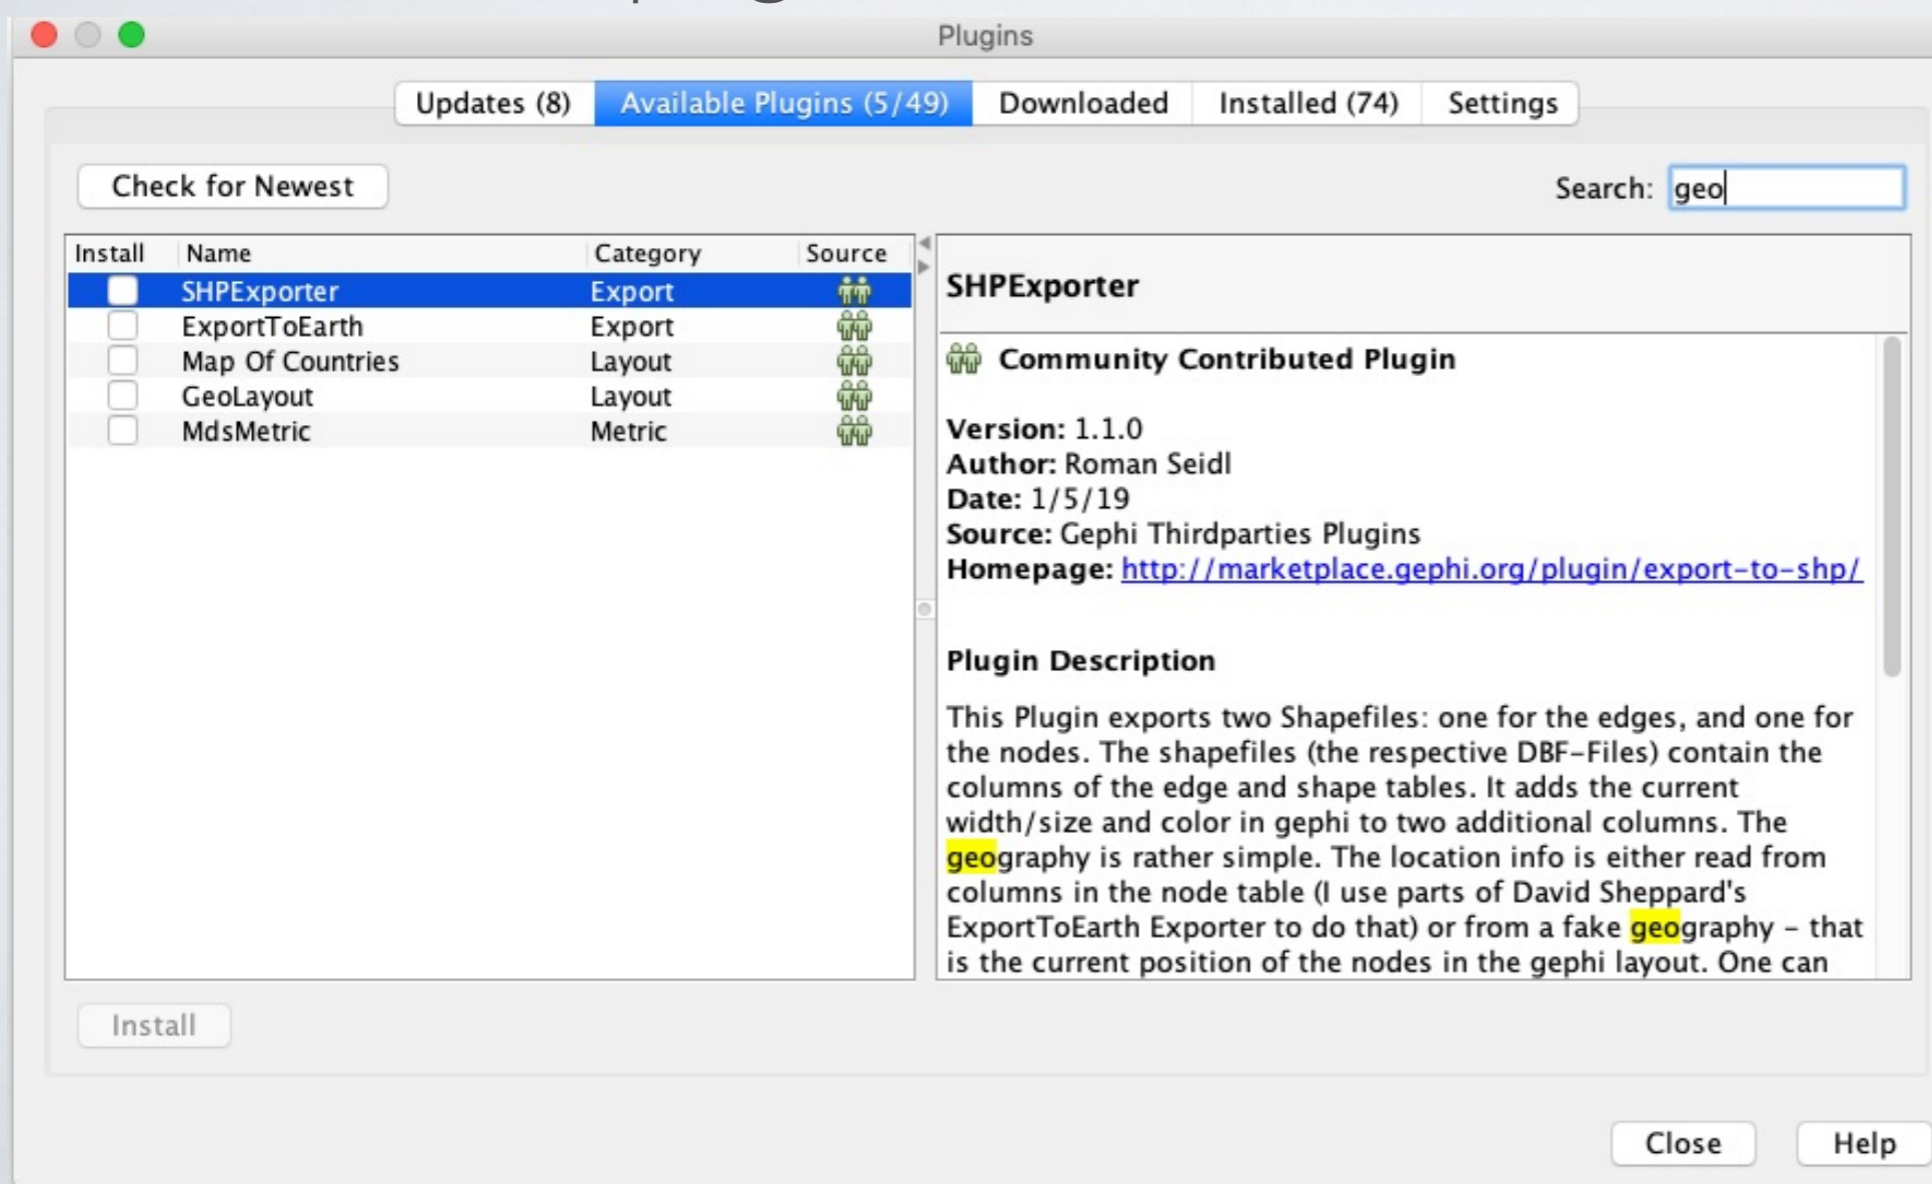 Plugins
Updates (8) Available Plugins (5/49) Downloaded Installed (74) Settings
Check for Newest
Search: geo
Install Name Category Source
SHPExporter Export
ExportToEarth Export
Map Of Countries Layout
GeoLayout Layout
MdsMetric Metric
SHPExporter
Community Contributed Plugin
Version: 1.1.0
Author: Roman Seidl
Date: 1/5/19
Source: Gephi Thirdparties Plugins
Homepage: http://marketplace.gephi.org/plugin/export-to-shp/
Plugin Description
This Plugin exports two Shapefiles: one for the edges, and one for
the nodes. The shapefiles (the respective DBF-Files) contain the
columns of the edge and shape tables. It adds the current
width/size and color in gephi to two additional columns. The
geography is rather simple. The location info is either read from
columns in the node table (I use parts of David Sheppard's
ExportToEarth Exporter to do that) or from a fake geography – that
is the current position of the nodes in the gephi layout. One can
Install
Close Help